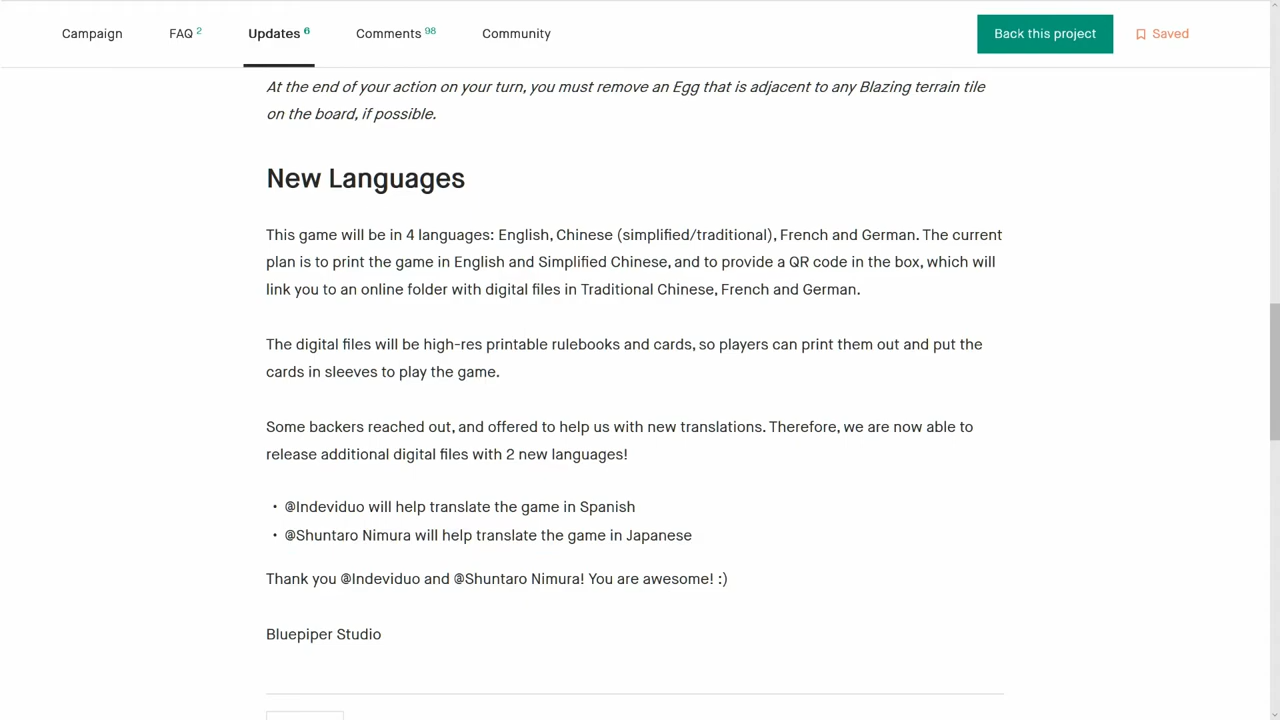 Campaign FAQ 2 Updates 6 Comments 98 Community Back this project Saved
At the end of your action on your turn, you must remove an Egg that is adjacent to any Blazing terrain tile
on the board, if possible.
New Languages
This game will be in 4 languages: English, Chinese (simplified/traditional), French and German. The current
plan is to print the game in English and Simplified Chinese, and to provide a QR code in the box, which will
link you to an online folder with digital files in Traditional Chinese, French and German.
The digital files will be high-res printable rulebooks and cards, so players can print them out and put the
cards in sleeves to play the game.
Some backers reached out, and offered to help us with new translations. Therefore, we are now able to
release additional digital files with 2 new languages!
• @Indeviduo will help translate the game in Spanish
• @Shuntaro Nimura will help translate the game in Japanese
Thank you @Indeviduo and @Shuntaro Nimura! You are awesome! :)
Bluepiper Studio